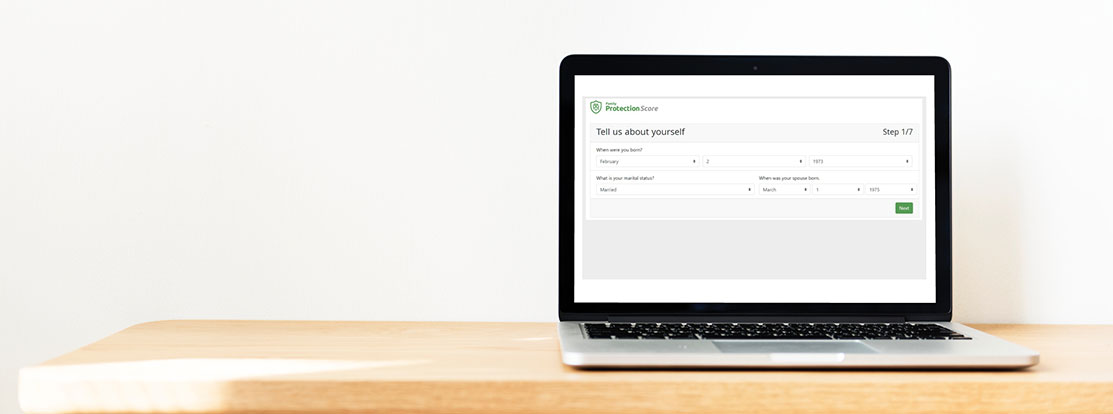 Family
Protection Score
Tell us about yourself Step 1/7
When were you born?
February 2 1973
What is your marital status? When was your spouse born
Married March 1 1975
Next